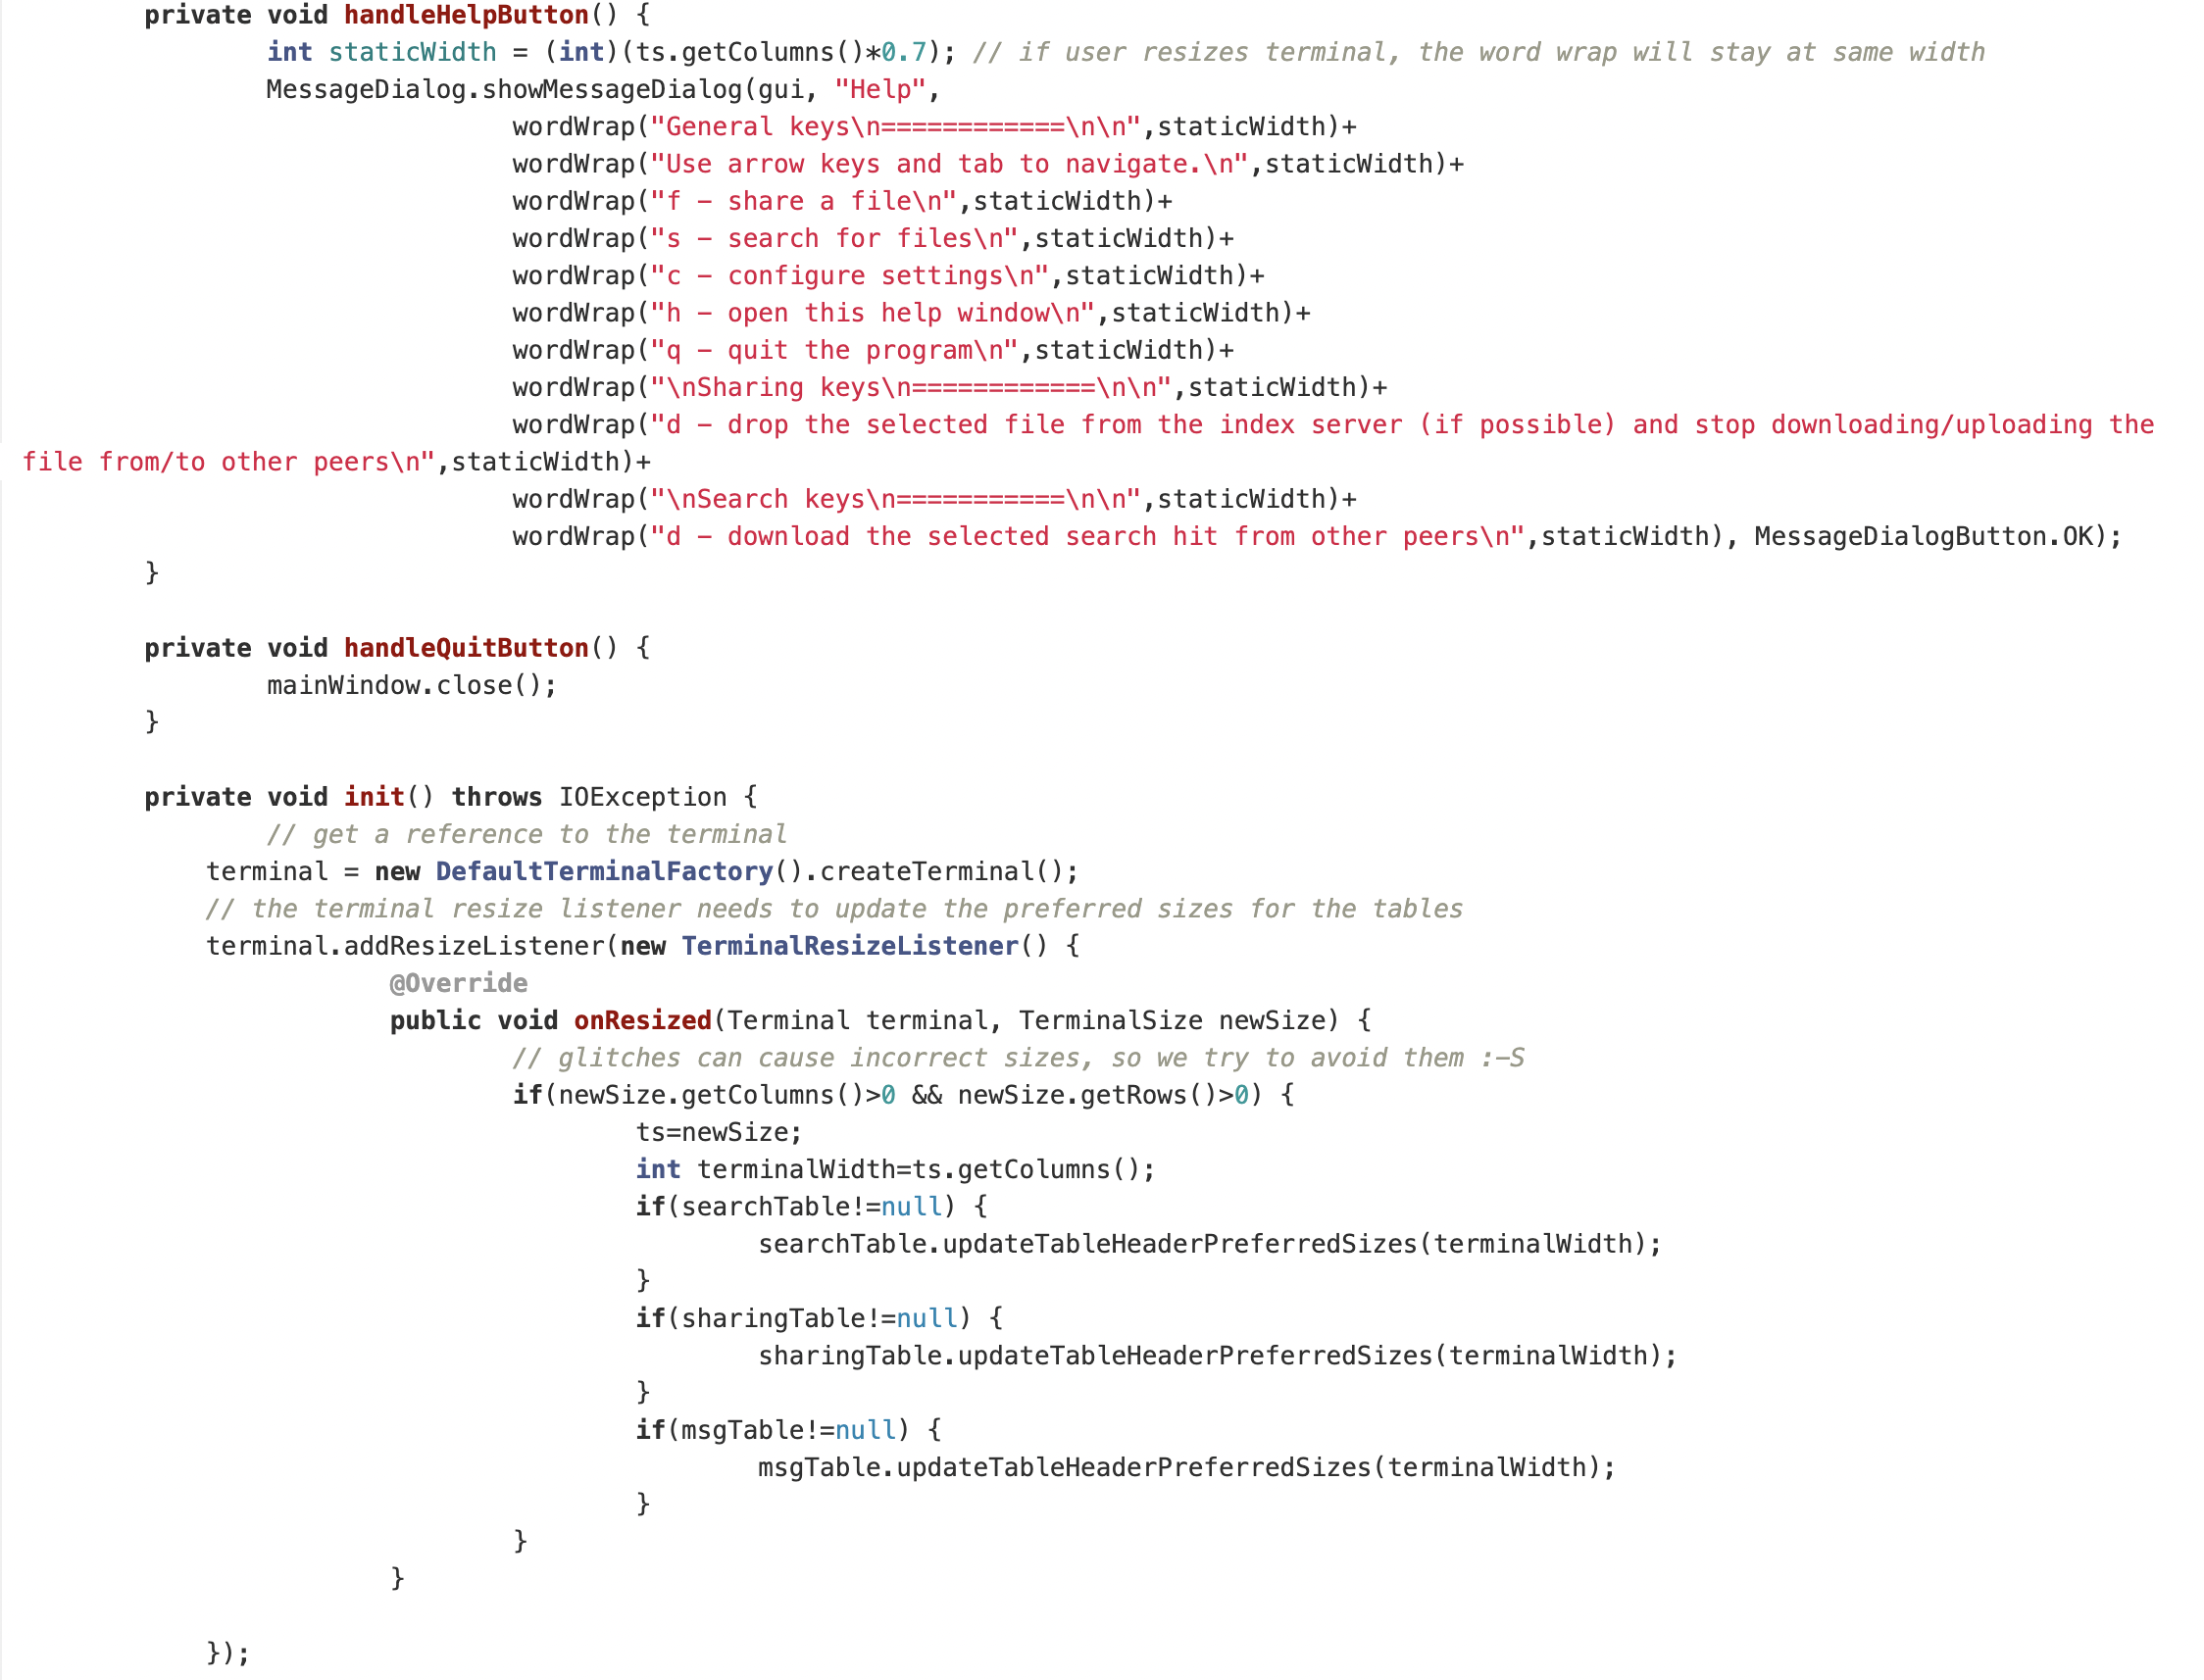 private void handleHelpButton() {
int staticWidth = (int)(ts.getColumns()*0.7); // if user resizes terminal, the word wrap will stay at same width
MessageDialog.showMessageDialog(gui, "Help",
wordWrap("General keys\n============\n\n",staticWidth)+
wordWrap("Use arrow keys and tab to navigate.\n",staticWidth)+
wordWrap("f – share a file\n",staticWidth)+
wordWrap("s – search for files\n",staticWidth)+
wordWrap("c – configure settings\n",staticWidth)+
wordWrap("h – open this help window\n",staticWidth)+
wordWrap("q – quit the program\n",staticWidth)+
wordWrap("\nSharing keys\n============\n\n",staticWidth)+
wordWrap("d – drop the selected file from the index server (if possible) and stop downloading/uploading the
file from/to other peers\n",staticWidth)+
wordWrap("\nSearch keys\n===========\n\n",staticWidth)+
wordWrap("d – download the selected search hit from other peers\n",staticWidth), MessageDialogButton.OK);
}
private void handleQuitButton() {
mainWindow.close();
}
private void init() throws IOException {
// get a reference to the terminal
terminal = new DefaultTerminalFactory().createTerminal();
// the terminal resize listener needs to update the preferred sizes for the tables
terminal.addResizeListener(new TerminalResizeListener() {
@Override
public void onResized(Terminal terminal, TerminalSize newSize) {
// glitches can cause incorrect sizes, so we try to avoid them :–S
if(newSize.getColumns()>0 && newSize.getRows()>0) {
ts=newSize;
int terminalWidth=ts.getColumns();
if(searchTable!=null) {
searchTable.updateTableHeaderPreferredSizes(terminalWidth);
}
if(sharingTable!=null) {
sharingTable.updateTableHeaderPreferredSizes(terminalWidth);
}
if(msgTable!=null) {
msgTable.updateTableHeaderPreferredSizes(terminalWidth);
}
}
}
});